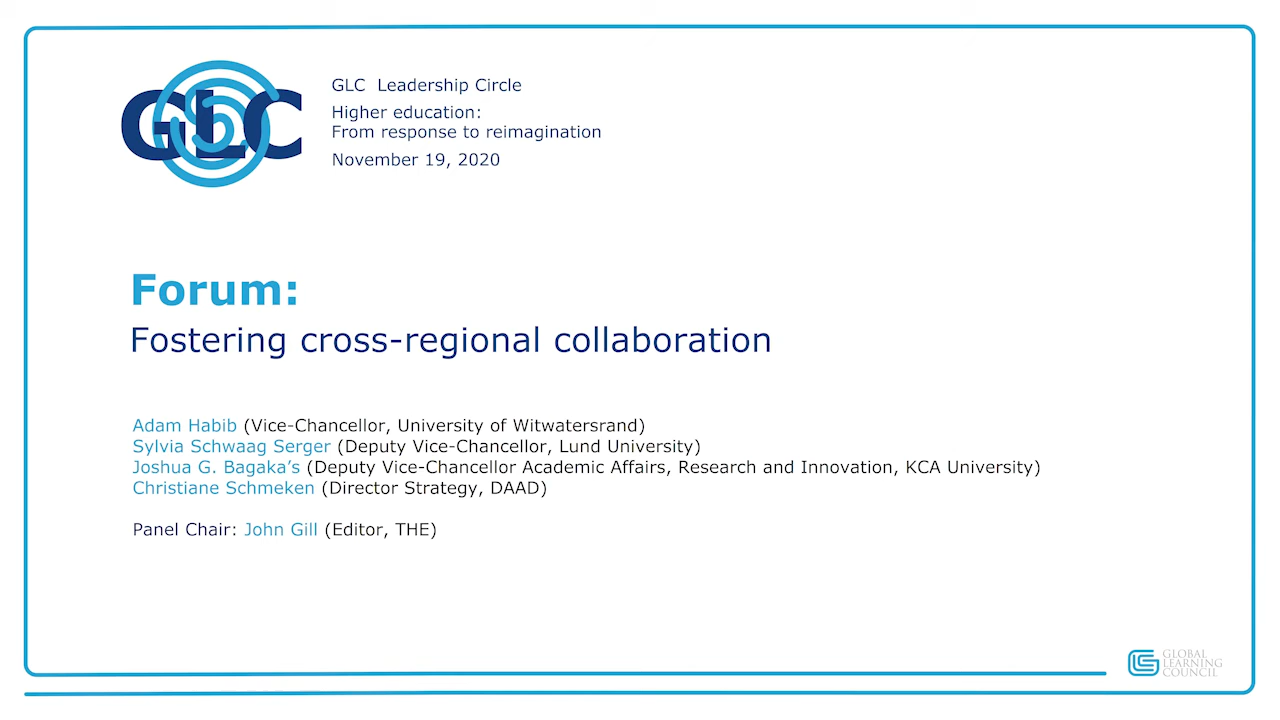 GLC
GLC Leadership Circle
Higher education:
From response to reimagination
November 19, 2020
Forum:
Fostering cross-regional collaboration
Adam Habib (Vice-Chancellor, University of Witwatersrand)
Sylvia Schwaag Serger (Deputy Vice-Chancellor, Lund University)
Joshua G. Bagaka’s (Deputy Vice-Chancellor Academic Affairs, Research and Innovation, KCA University)
Christiane Schmeken (Director Strategy, DAAD)
Panel Chair: John Gill (Editor, THE)
GLOBAL
LEARNING
COUNCIL